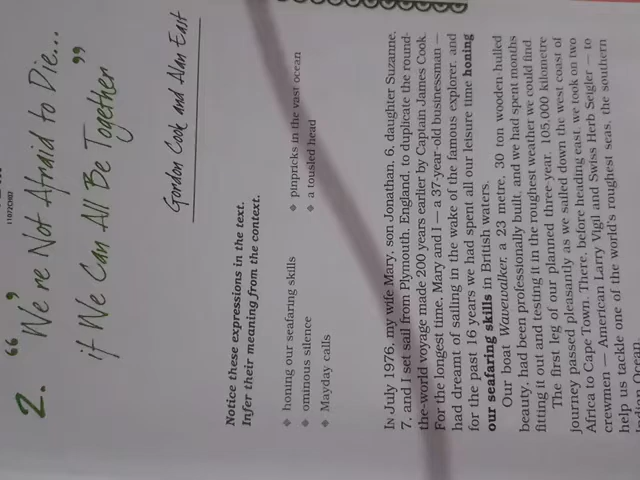 2. "We're Not Afraid to Die...
if We Can All Be Together"
Gordon Cook and Alan East
Notice these expressions in the text.
Infer their meaning from the context.
honing our seafaring skills
ominous silence
Mayday calls
pinpricks in the vast ocean
a tousled head
IN July 1976, my wife Mary, son Jonathan, 6, daughter Suzanne,
7, and I set sail from Plymouth, England, to duplicate the round-
the-world voyage made 200 years earlier by Captain James Cook.
For the longest time, Mary and I — a 37-year-old businessman —
had dreamt of sailing in the wake of the famous explorer, and
for the past 16 years we had spent all our leisure time honing
our seafaring skills in British waters.
Our boat Wavewalker, a 23 metre, 30 ton wooden-hulled
beauty, had been professionally built, and we had spent months
fitting it out and testing it in the roughest weather we could find.
The first leg of our planned three-year, 105,000 kilometre
journey passed pleasantly as we sailed down the west coast of
Africa to Cape Town. There, before heading east, we took on two
crewmen — American Larry Vigil and Swiss Herb Seigler — to
help us tackle one of the world's roughest seas, the southern
Indian Ocean.